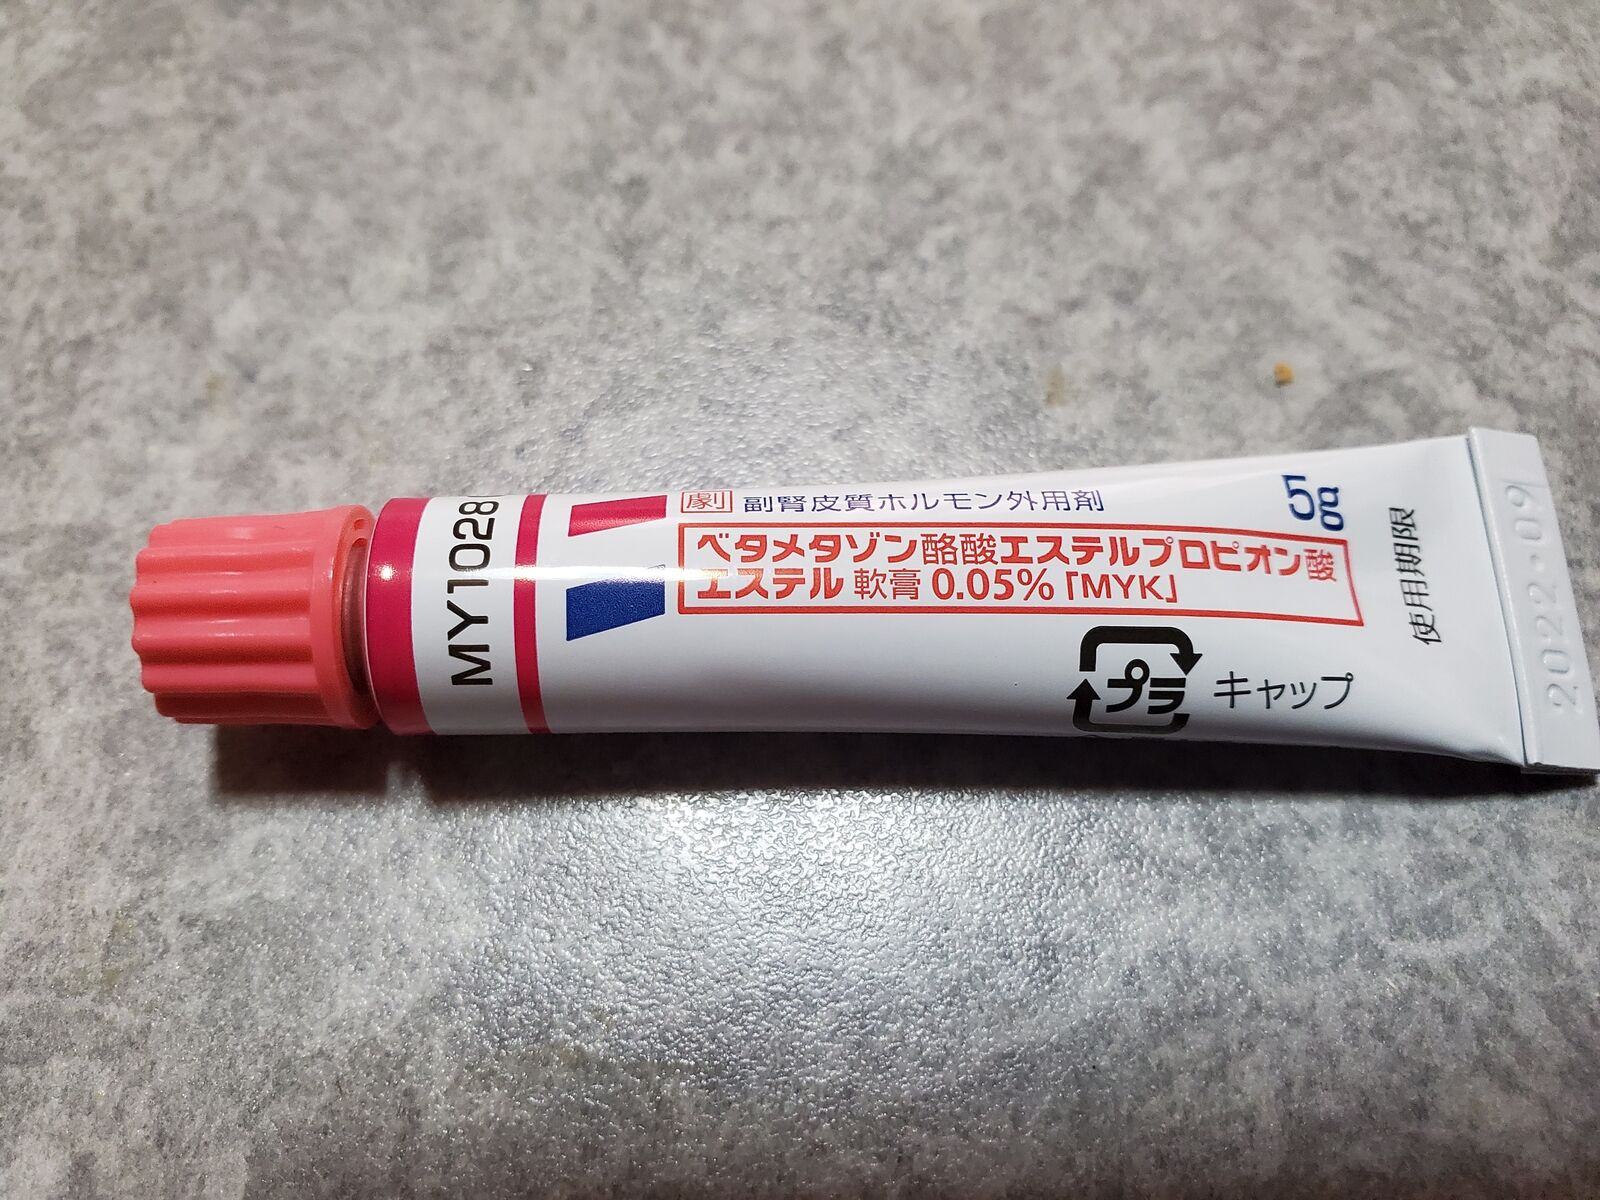 MY1028
劇 副腎皮質ホルモン外用剤
5g
ベタメタゾン酪酸エステルプロピオン酸
エステル 軟膏 0.05%「MYK」
プラ キャップ
使用期限
2022.09